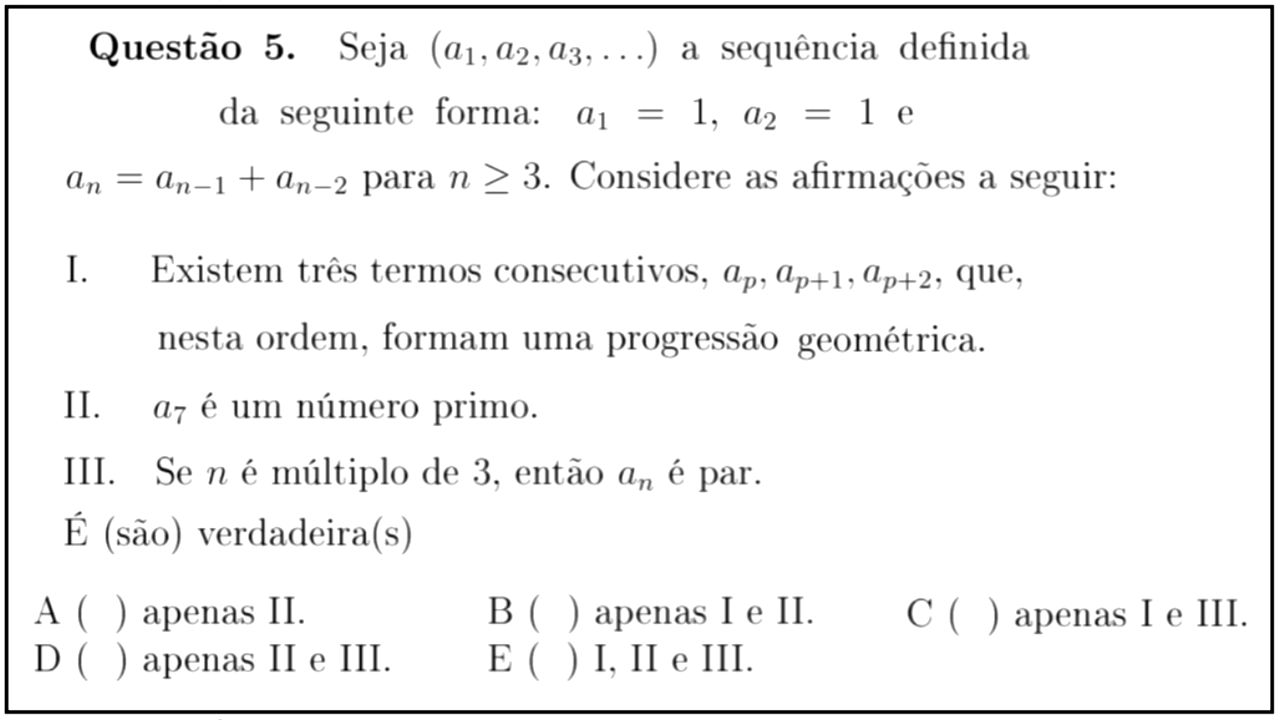 Questão 5. Seja (a₁, a₂, a₃, . . .) a sequência definida
da seguinte forma: a₁ = 1, a₂ = 1 e
aₙ = aₙ₋₁ + aₙ₋₂ para n ≥ 3. Considere as afirmações a seguir:
I. Existem três termos consecutivos, aₚ, aₚ₊₁, aₚ₊₂, que,
nesta ordem, formam uma progressão geométrica.
II. a₇ é um número primo.
III. Se n é múltiplo de 3, então aₙ é par.
É (são) verdadeira(s)
A ( ) apenas II. B ( ) apenas I e II. C ( ) apenas I e III.
D ( ) apenas II e III. E ( ) I, II e III.